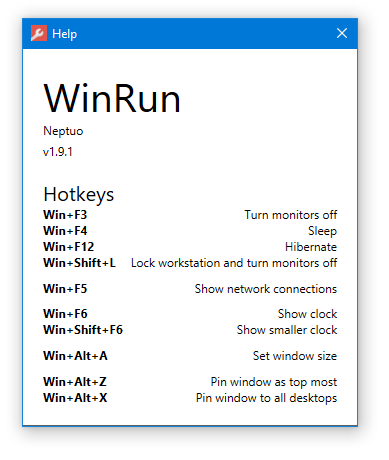 Help
WinRun
Neptuo
v1.9.1
Hotkeys
Win+F3 Turn monitors off
Win+F4 Sleep
Win+F12 Hibernate
Win+Shift+L Lock workstation and turn monitors off
Win+F5 Show network connections
Win+F6 Show clock
Win+Shift+F6 Show smaller clock
Win+Alt+A Set window size
Win+Alt+Z Pin window as top most
Win+Alt+X Pin window to all desktops